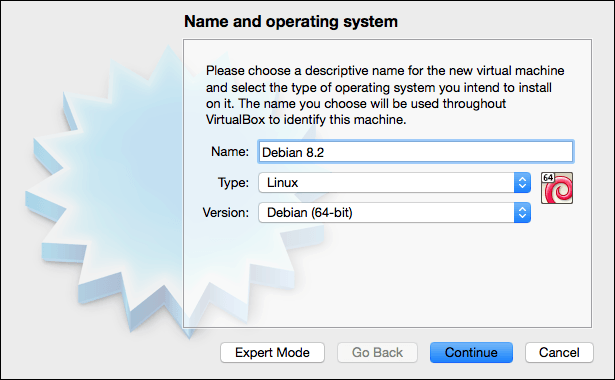 Name and operating system
Please choose a descriptive name for the new virtual machine
and select the type of operating system you intend to install
on it. The name you choose will be used throughout
VirtualBox to identify this machine.
Name: Debian 8.2
Type: Linux
64
Version: Debian (64-bit)
Expert Mode Go Back Continue Cancel